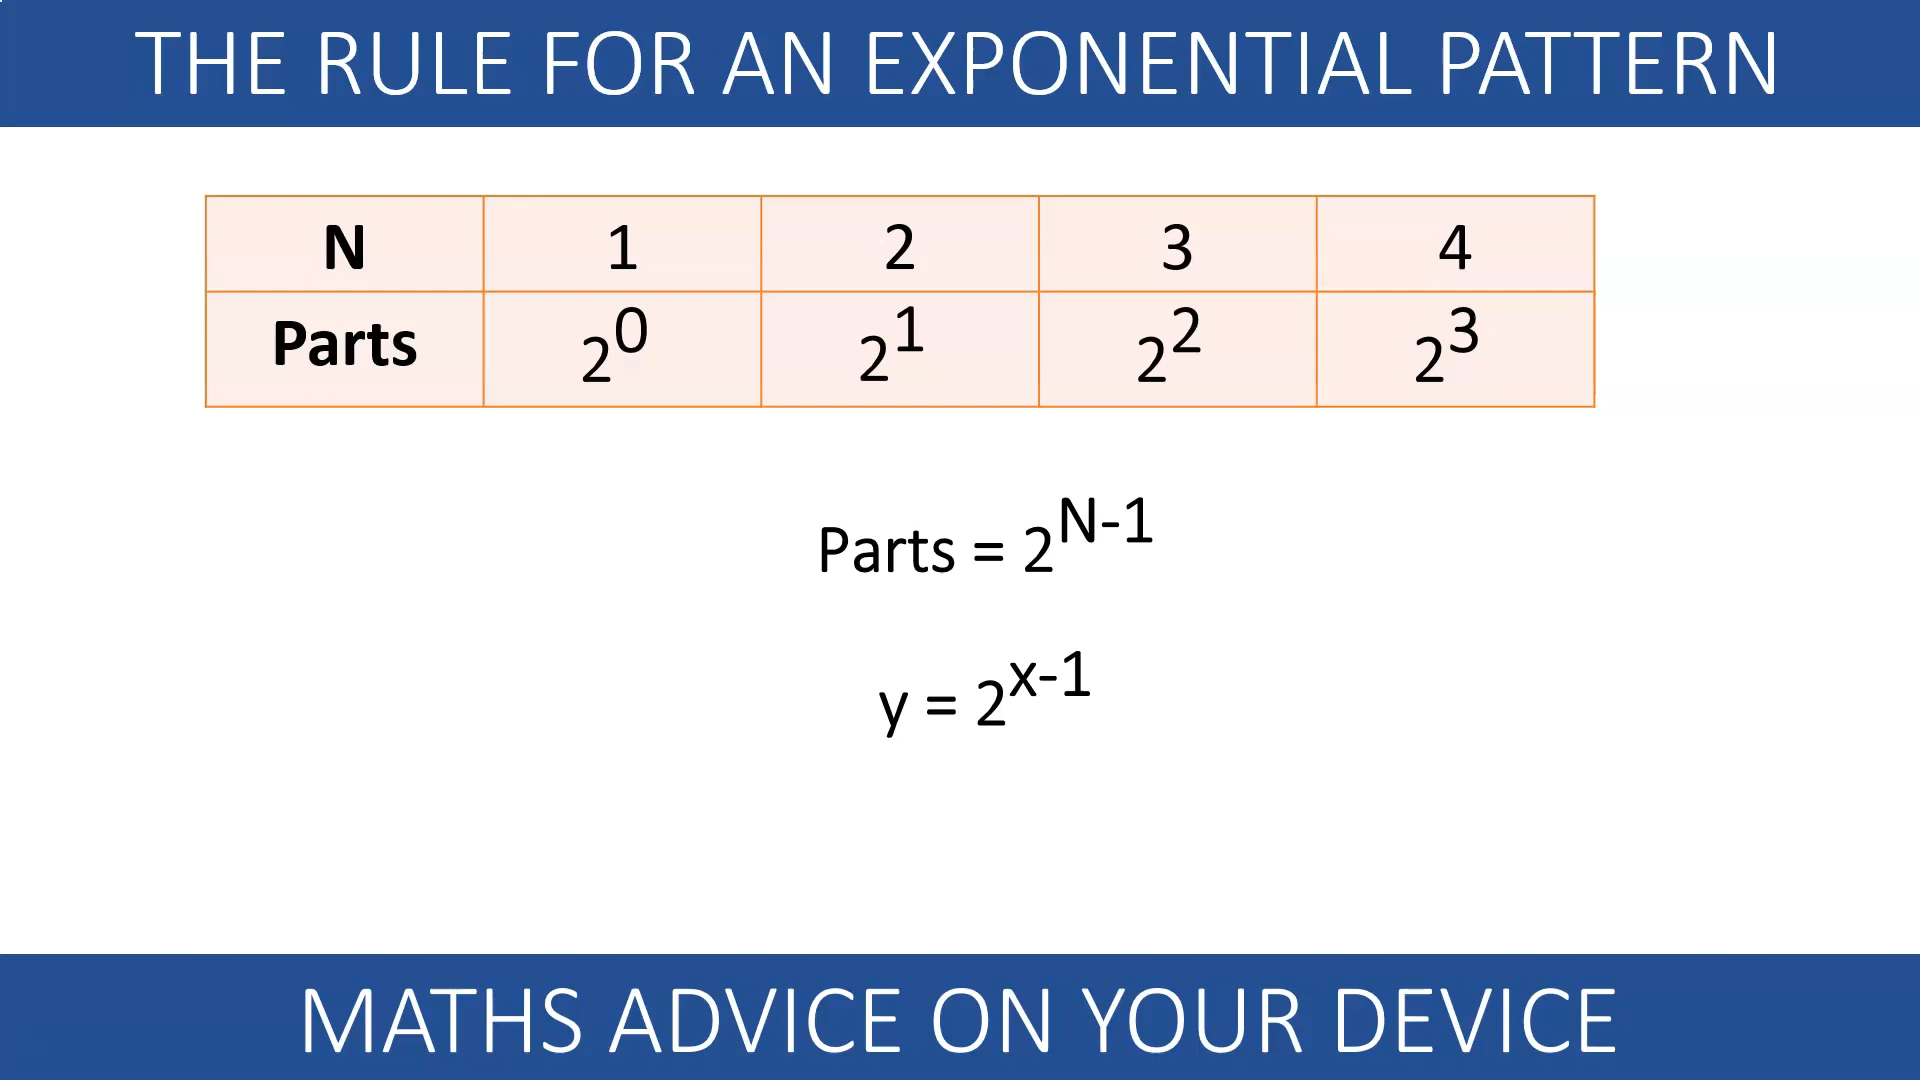 THE RULE FOR AN EXPONENTIAL PATTERN
N 1 2 3 4
Parts 2^0 2^1 2^2 2^3
Parts = 2^N-1
y = 2^x-1
MATHS ADVICE ON YOUR DEVICE